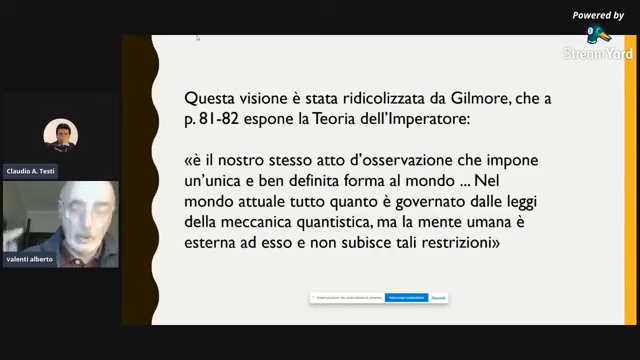 Powered by
StreamYard
Questa visione è stata ridicolizzata da Gilmore, che a
p. 81-82 espone la Teoria dell'Imperatore:
«è il nostro stesso atto d'osservazione che impone
un'unica e ben definita forma al mondo ... Nel
mondo attuale tutto quanto è governato dalle leggi
della meccanica quantistica, ma la mente umana è
esterna ad esso e non subisce tali restrizioni»
Claudio A. Testi
valenti alberto